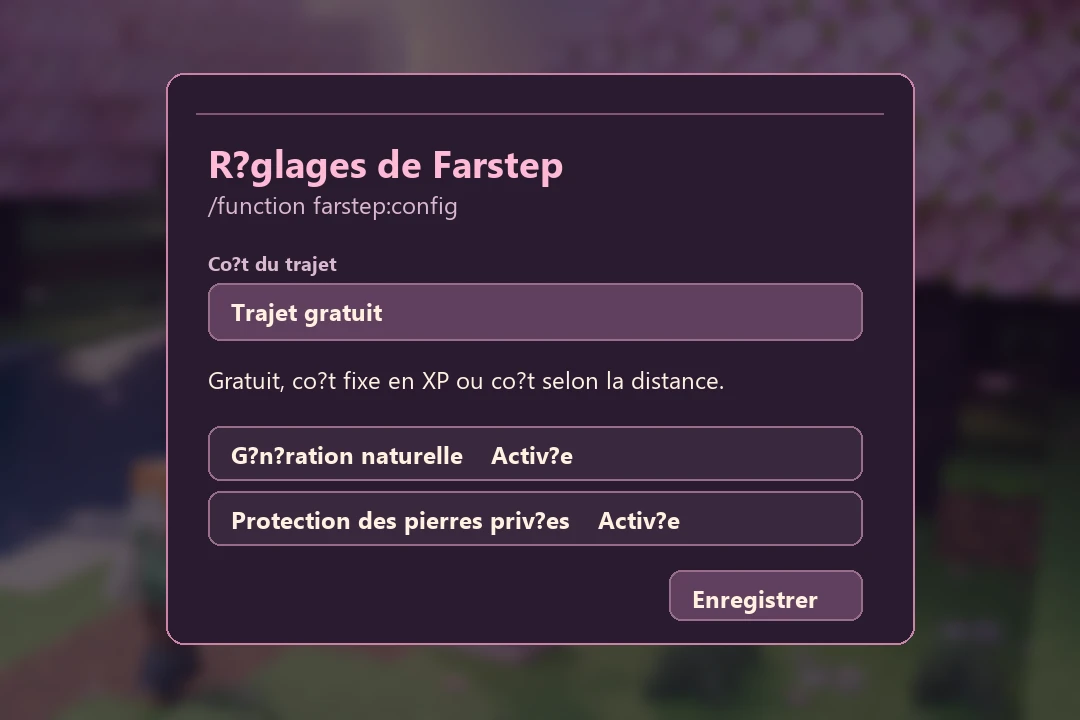 R?glages de Farstep
/function farstep:config
Co?t du trajet
Trajet gratuit
Gratuit, co?t fixe en XP ou co?t selon la distance.
G?n?ration naturelle Activ?e
Protection des pierres priv?es Activ?e
Enregistrer